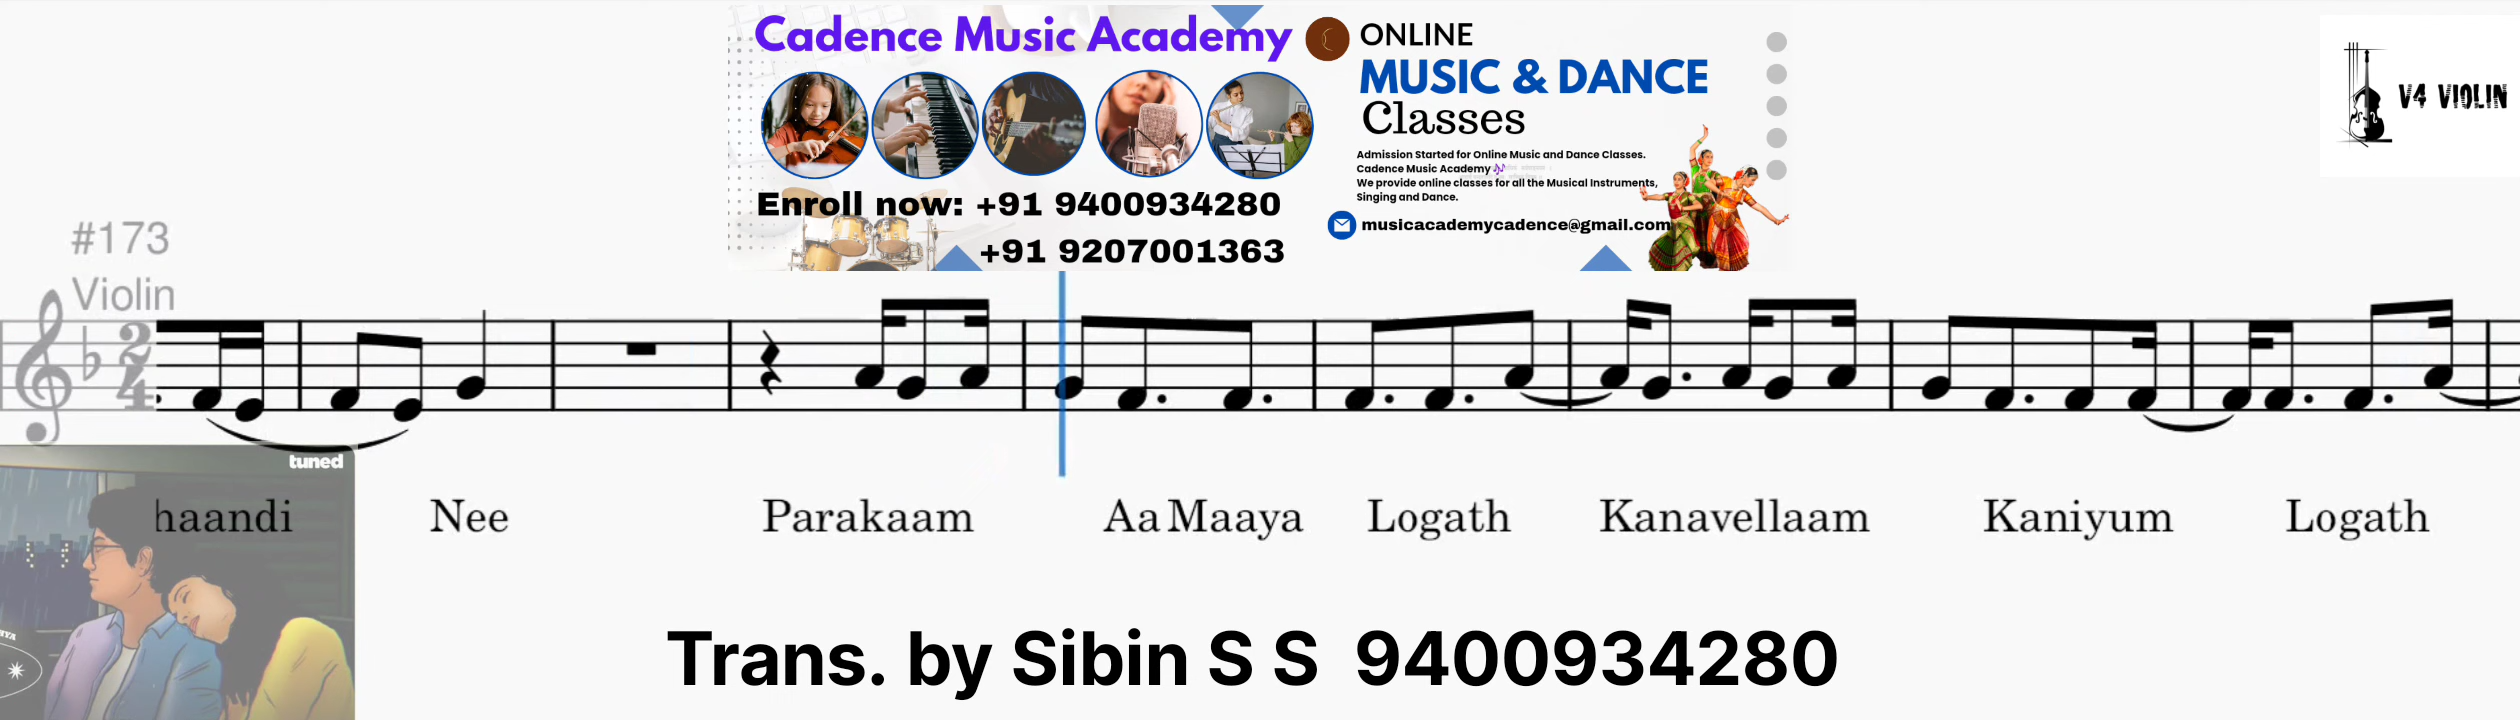 Cadence Music Academy
ONLINE
MUSIC & DANCE
Classes
Admission Started for Online Music and Dance Classes.
Cadence Music Academy 🎶
We provide online classes for all the Musical Instruments,
Singing and Dance.
Enroll now: +91 9400934280
+91 9207001363
musicacademycadence@gmail.com
V4 VIOLIN
#173
Violin
2
4
tuned
haandi Nee Parakaam Aa Maaya Logath Kanavellaam Kaniyum Logath
Trans. by Sibin S S 9400934280